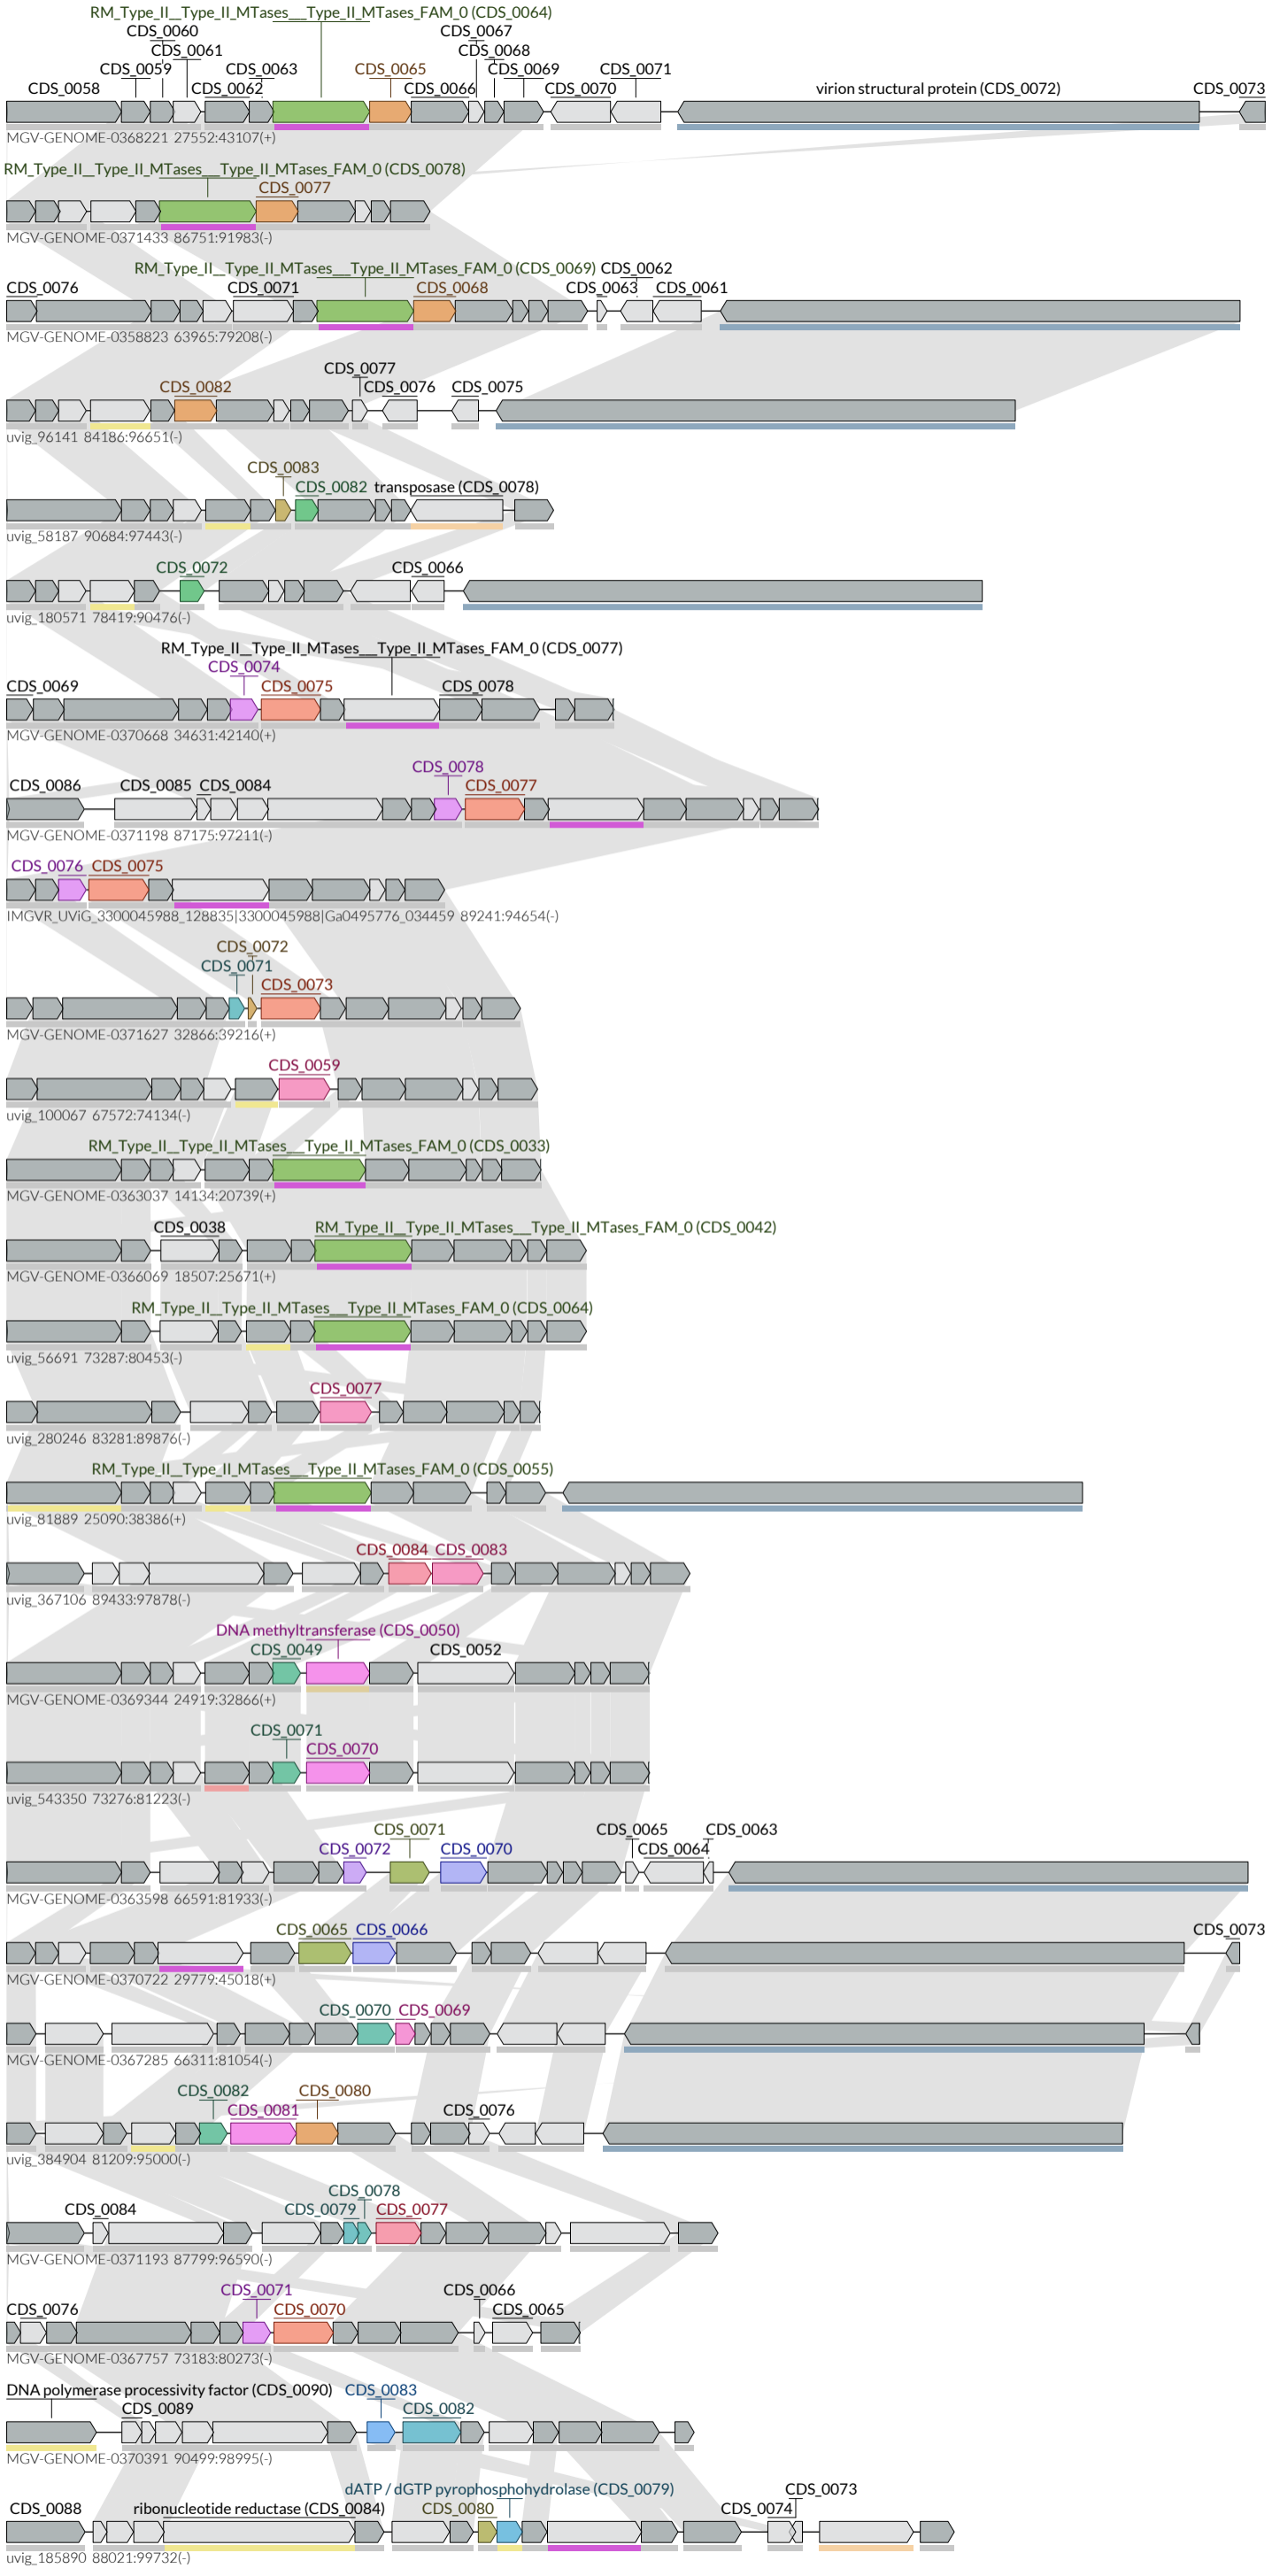 RM_Type_II__Type_II_MTases___Type_II_MTases_FAM_0 (CDS_0064)
CDS_0060 CDS_0067
CDS_0061 CDS_0068
CDS_0059 CDS_0063 CDS_0065 CDS_0069 CDS_0071
CDS_0058 CDS_0062 CDS_0066 CDS_0070 virion structural protein (CDS_0072) CDS_0073
MGV-GENOME-0368221 27552:43107(+)
RM_Type_II__Type_II_MTases___Type_II_MTases_FAM_0 (CDS_0078)
CDS_0077
MGV-GENOME-0371433 86751:91983(-)
RM_Type_II__Type_II_MTases___Type_II_MTases_FAM_0 (CDS_0069) CDS_0062
CDS_0076 CDS_0071 CDS_0068 CDS_0063 CDS_0061
MGV-GENOME-0358823 63965:79208(-)
CDS_0077
CDS_0082 CDS_0076 CDS_0075
uvig_96141 84186:96651(-)
CDS_0083
CDS_0082 transposase (CDS_0078)
uvig_58187 90684:97443(-)
CDS_0072 CDS_0066
uvig_180571 78419:90476(-)
RM_Type_II__Type_II_MTases___Type_II_MTases_FAM_0 (CDS_0077)
CDS_0074
CDS_0069 CDS_0075 CDS_0078
MGV-GENOME-0370668 34631:42140(+)
CDS_0078
CDS_0086 CDS_0085 CDS_0084 CDS_0077
MGV-GENOME-0371198 87175:97211(-)
CDS_0076 CDS_0075
IMGVR_UViG_3300045988_128835|3300045988|Ga0495776_034459 89241:94654(-)
CDS_0072
CDS_0071
CDS_0073
MGV-GENOME-0371627 32866:39216(+)
CDS_0059
uvig_100067 67572:74134(-)
RM_Type_II__Type_II_MTases___Type_II_MTases_FAM_0 (CDS_0033)
MGV-GENOME-0363037 14134:20739(+)
CDS_0038 RM_Type_II__Type_II_MTases___Type_II_MTases_FAM_0 (CDS_0042)
MGV-GENOME-0366069 18507:25671(+)
RM_Type_II__Type_II_MTases___Type_II_MTases_FAM_0 (CDS_0064)
uvig_56691 73287:80453(-)
CDS_0077
uvig_280246 83281:89876(-)
RM_Type_II__Type_II_MTases___Type_II_MTases_FAM_0 (CDS_0055)
uvig_81889 25090:38386(+)
CDS_0084 CDS_0083
uvig_367106 89433:97878(-)
DNA methyltransferase (CDS_0050)
CDS_0049 CDS_0052
MGV-GENOME-0369344 24919:32866(+)
CDS_0071
CDS_0070
uvig_543350 73276:81223(-)
CDS_0071 CDS_0065 CDS_0063
CDS_0072 CDS_0070 CDS_0064
MGV-GENOME-0363598 66591:81933(-)
CDS_0065 CDS_0066 CDS_0073
MGV-GENOME-0370722 29779:45018(+)
CDS_0070 CDS_0069
MGV-GENOME-0367285 66311:81054(-)
CDS_0082 CDS_0080
CDS_0081 CDS_0076
uvig_384904 81209:95000(-)
CDS_0078
CDS_0084 CDS_0079 CDS_0077
MGV-GENOME-0371193 87799:96590(-)
CDS_0071 CDS_0066
CDS_0076 CDS_0070 CDS_0065
MGV-GENOME-0367757 73183:80273(-)
DNA polymerase processivity factor (CDS_0090) CDS_0083
CDS_0089 CDS_0082
MGV-GENOME-0370391 90499:98995(-)
dATP / dGTP pyrophosphohydrolase (CDS_0079) CDS_0073
CDS_0088 ribonucleotide reductase (CDS_0084) CDS_0080 CDS_0074
uvig_185890 88021:99732(-)